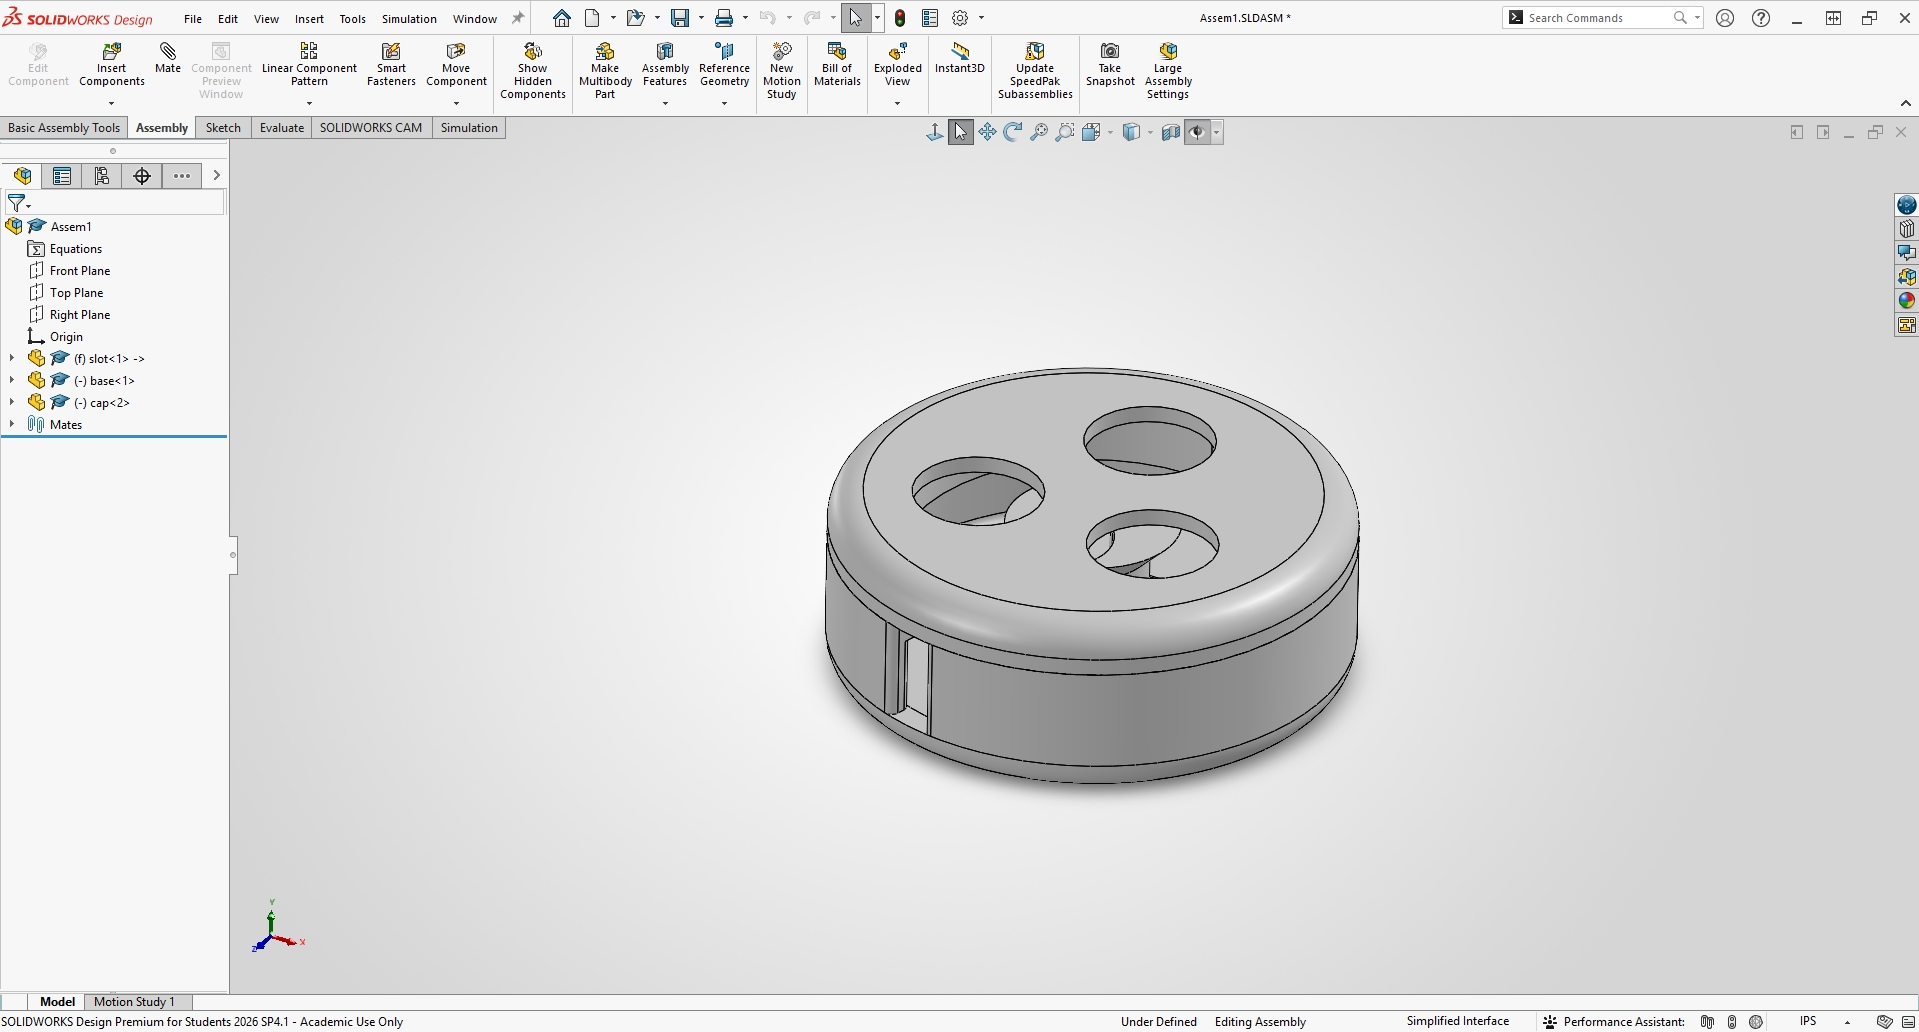 SOLIDWORKS Design File Edit View Insert Tools Simulation Window Assem1.SLDASM * Search Commands
Edit Component
Insert Components
Mate
Component Preview Window
Linear Component Pattern
Smart Fasteners
Move Component
Show Hidden Components
Make Multibody Part
Assembly Features
Reference Geometry
New Motion Study
Bill of Materials
Exploded View
Instant3D
Update SpeedPak Subassemblies
Take Snapshot
Large Assembly Settings
Basic Assembly Tools Assembly Sketch Evaluate SOLIDWORKS CAM Simulation
Assem1
Equations
Front Plane
Top Plane
Right Plane
Origin
(f) slot<1> ->
(-) base<1>
(-) cap<2>
Mates
Y
X
Z
Model Motion Study 1
SOLIDWORKS Design Premium for Students 2026 SP4.1 - Academic Use Only Under Defined Editing Assembly Simplified Interface Performance Assistant: IPS